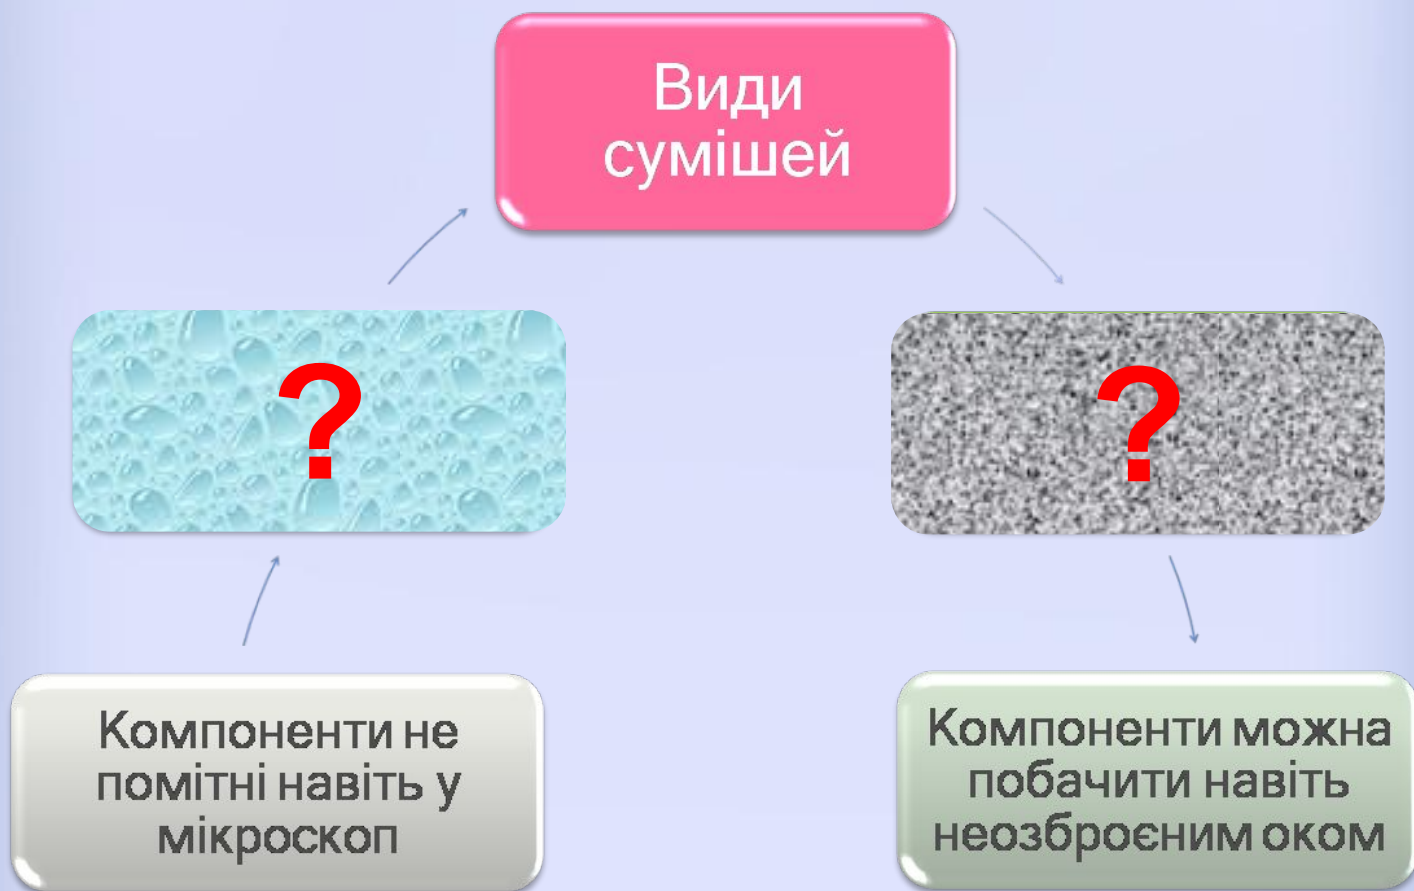 Види
сумішей
?
?
Компоненти не
помітні навіть у
мікроскоп
Компоненти можна
побачити навіть
неозброєним оком